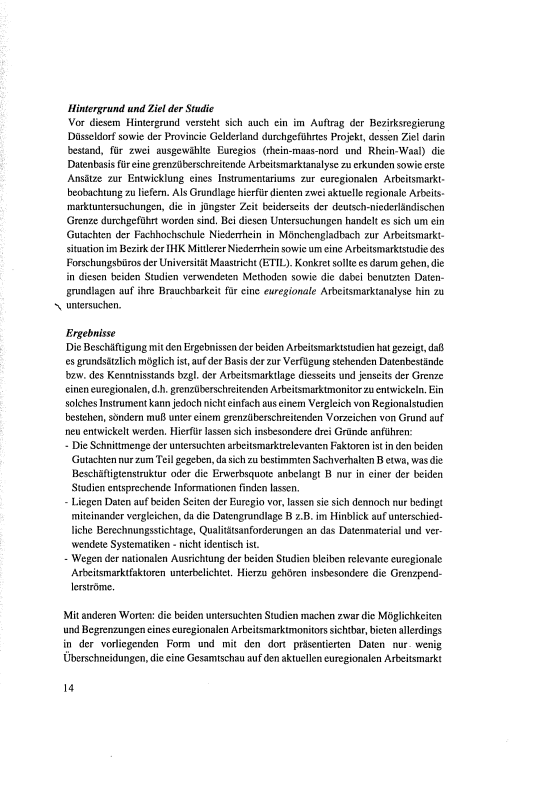 Hintergrund und Ziel der Studie
Vor diesem Hintergrund versteht sich auch ein im Auftrag der Bezirksregierung
Düsseldorf sowie der Provincie Gelderland durchgeführtes Projekt, dessen Ziel darin
bestand, für zwei ausgewählte Euregios (rhein-maas-nord und Rhein-Waal) die
Datenbasis für eine grenzüberschreitende Arbeitsmarktanalyse zu erkunden sowie erste
Ansätze zur Entwicklung eines Instrumentariums zur euregionalen Arbeitsmarkt-
beobachtung zu liefern. Als Grundlage hierfür dienten zwei aktuelle regionale Arbeits-
marktuntersuchungen, die in jüngster Zeit beiderseits der deutsch-niederländischen
Grenze durchgeführt worden sind. Bei diesen Untersuchungen handelt es sich um ein
Gutachten der Fachhochschule Niederrhein in Mönchengladbach zur Arbeitsmarkt-
situation im Bezirk der IHK Mittlerer Niederrhein sowie um eine Arbeitsmarktstudie des
Forschungsbüros der Universität Maastricht (ETIL). Konkret sollte es darum gehen, die
in diesen beiden Studien verwendeten Methoden sowie die dabei benutzten Daten-
grundlagen auf ihre Brauchbarkeit für eine euregionale Arbeitsmarktanalyse hin zu
untersuchen.
Ergebnisse
Die Beschäftigung mit den Ergebnissen der beiden Arbeitsmarktstudien hat gezeigt, daß
es grundsätzlich möglich ist, auf der Basis der zur Verfügung stehenden Datenbestände
bzw. des Kenntnisstands bzgl. der Arbeitsmarktlage diesseits und jenseits der Grenze
einen euregionalen, d.h. grenzüberschreitenden Arbeitsmarktmonitor zu entwickeln. Ein
solches Instrument kann jedoch nicht einfach aus einem Vergleich von Regionalstudien
bestehen, söndern muß unter einem grenzüberschreitenden Vorzeichen von Grund auf
neu entwickelt werden. Hierfür lassen sich insbesondere drei Gründe anführen:
- Die Schnittmenge der untersuchten arbeitsmarktrelevanten Faktoren ist in den beiden
Gutachten nur zum Teil gegeben, da sich zu bestimmten Sachverhalten B etwa, was die
Beschäftigtenstruktur oder die Erwerbsquote anbelangt B nur in einer der beiden
Studien entsprechende Informationen finden lassen.
- Liegen Daten auf beiden Seiten der Euregio vor, lassen sie sich dennoch nur bedingt
miteinander vergleichen, da die Datengrundlage B z.B. im Hinblick auf unterschied-
liche Berechnungsstichtage, Qualitätsanforderungen an das Datenmaterial und ver-
wendete Systematiken - nicht identisch ist.
- Wegen der nationalen Ausrichtung der beiden Studien bleiben relevante euregionale
Arbeitsmarktfaktoren unterbelichtet. Hierzu gehören insbesondere die Grenzpend-
lerströme.
Mit anderen Worten: die beiden untersuchten Studien machen zwar die Möglichkeiten
und Begrenzungen eines euregionalen Arbeitsmarktmonitors sichtbar, bieten allerdings
in der vorliegenden Form und mit den dort präsentierten Daten nur wenig
Überschneidungen, die eine Gesamtschau auf den aktuellen euregionalen Arbeitsmarkt
14